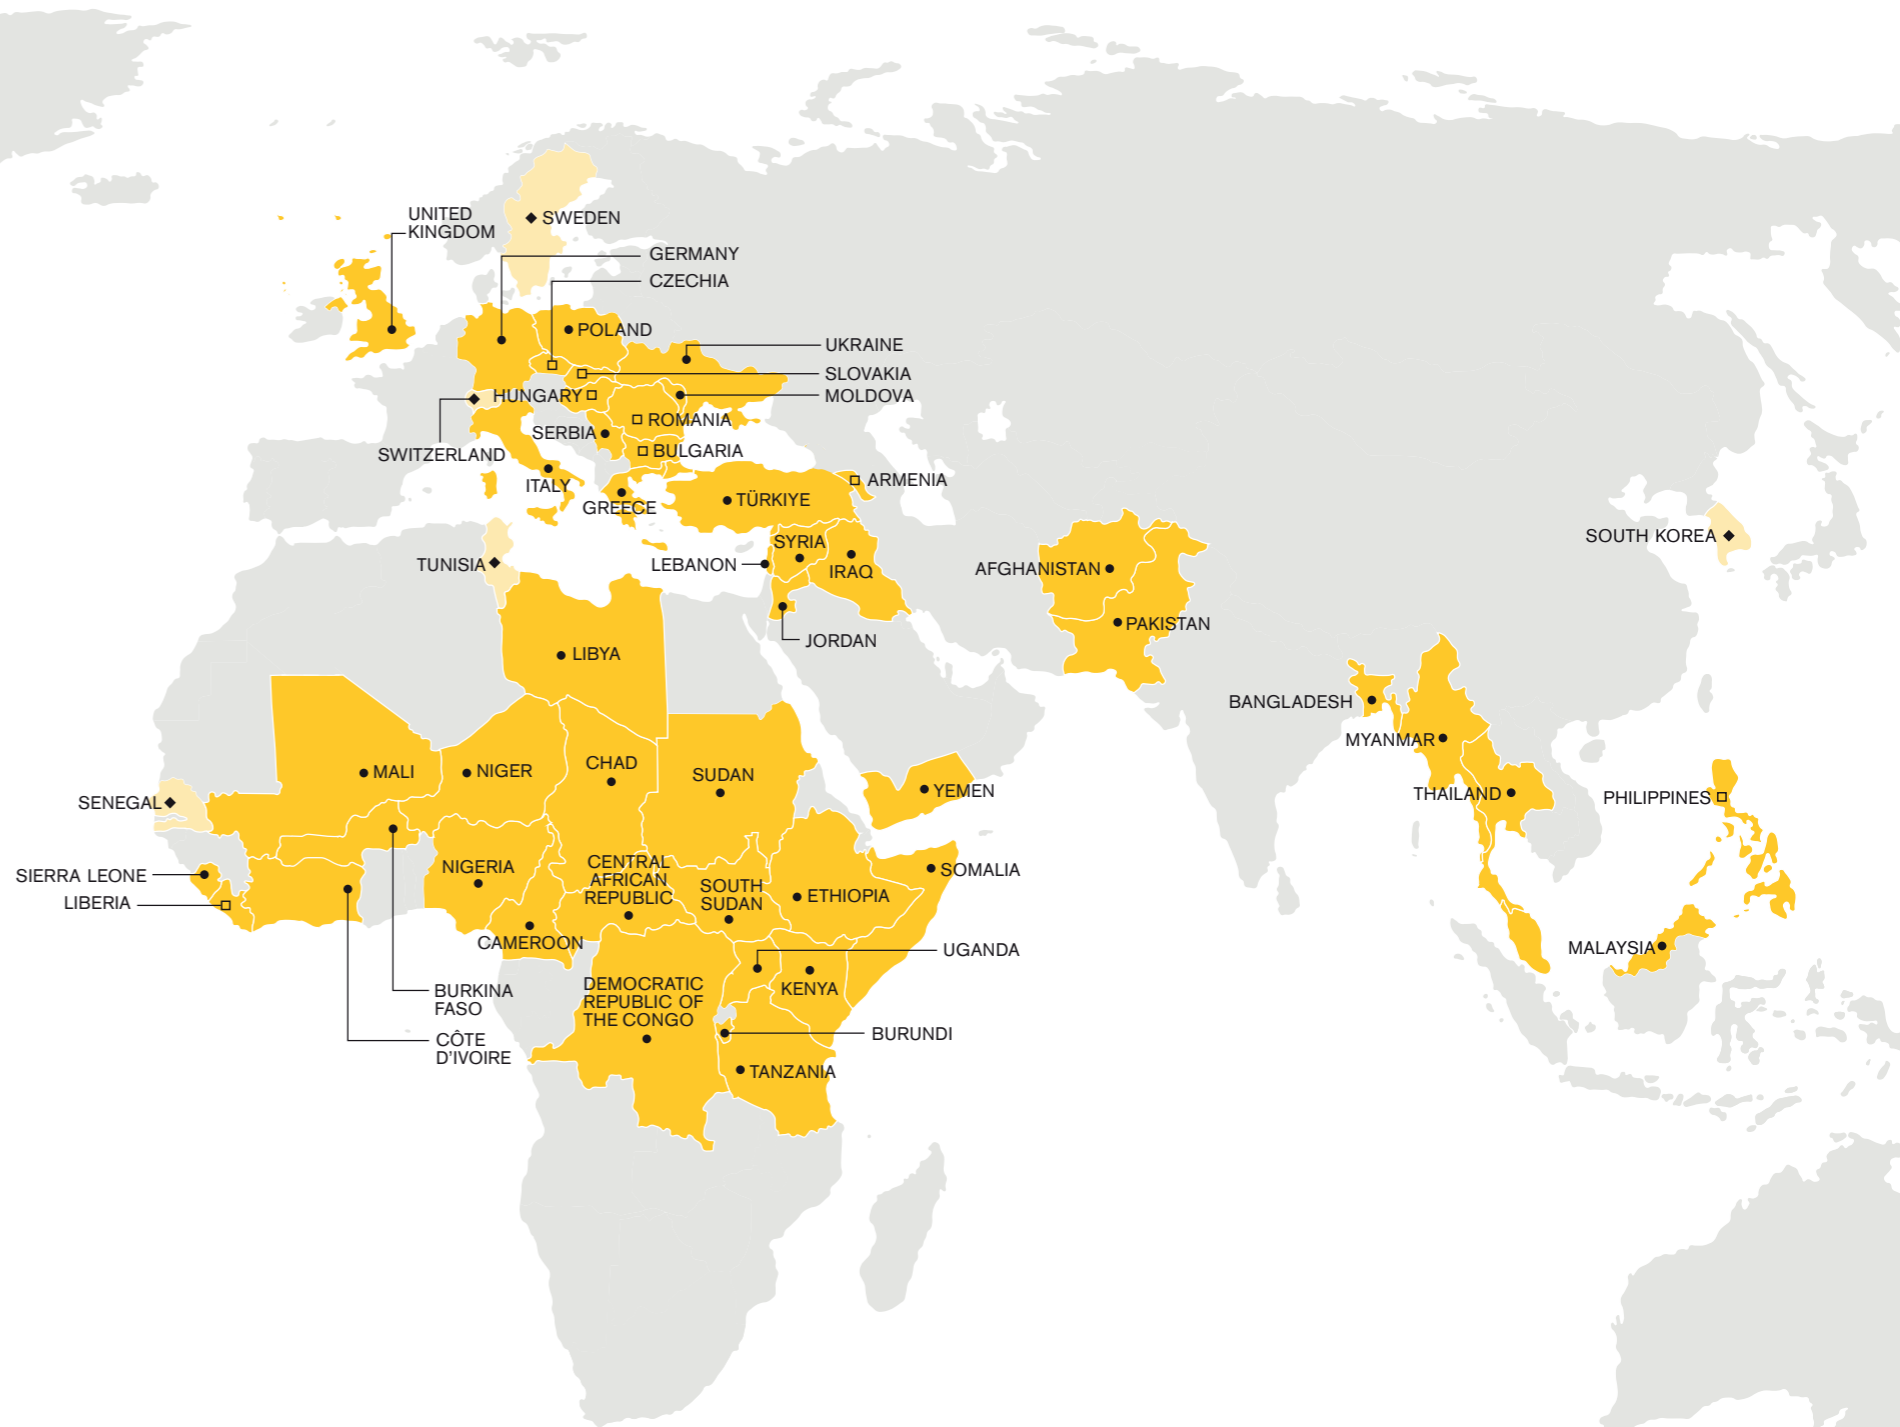 UNITED
KINGDOM
SWEDEN
GERMANY
CZECHIA
POLAND
UKRAINE
SLOVAKIA
HUNGARY
MOLDOVA
ROMANIA
SERBIA
BULGARIA
SWITZERLAND
ITALY
GREECE
TÜRKIYE
ARMENIA
SOUTH KOREA
SYRIA
TUNISIA
LEBANON
IRAQ
AFGHANISTAN
PAKISTAN
JORDAN
LIBYA
BANGLADESH
MYANMAR
MALI
NIGER
CHAD
SUDAN
YEMEN
THAILAND
PHILIPPINES
SENEGAL
SIERRA LEONE
LIBERIA
NIGERIA
CENTRAL
AFRICAN
REPUBLIC
SOUTH
SUDAN
ETHIOPIA
SOMALIA
CAMEROON
UGANDA
MALAYSIA
KENYA
DEMOCRATIC
REPUBLIC OF
THE CONGO
BURKINA
FASO
BURUNDI
CÔTE
D'IVOIRE
TANZANIA